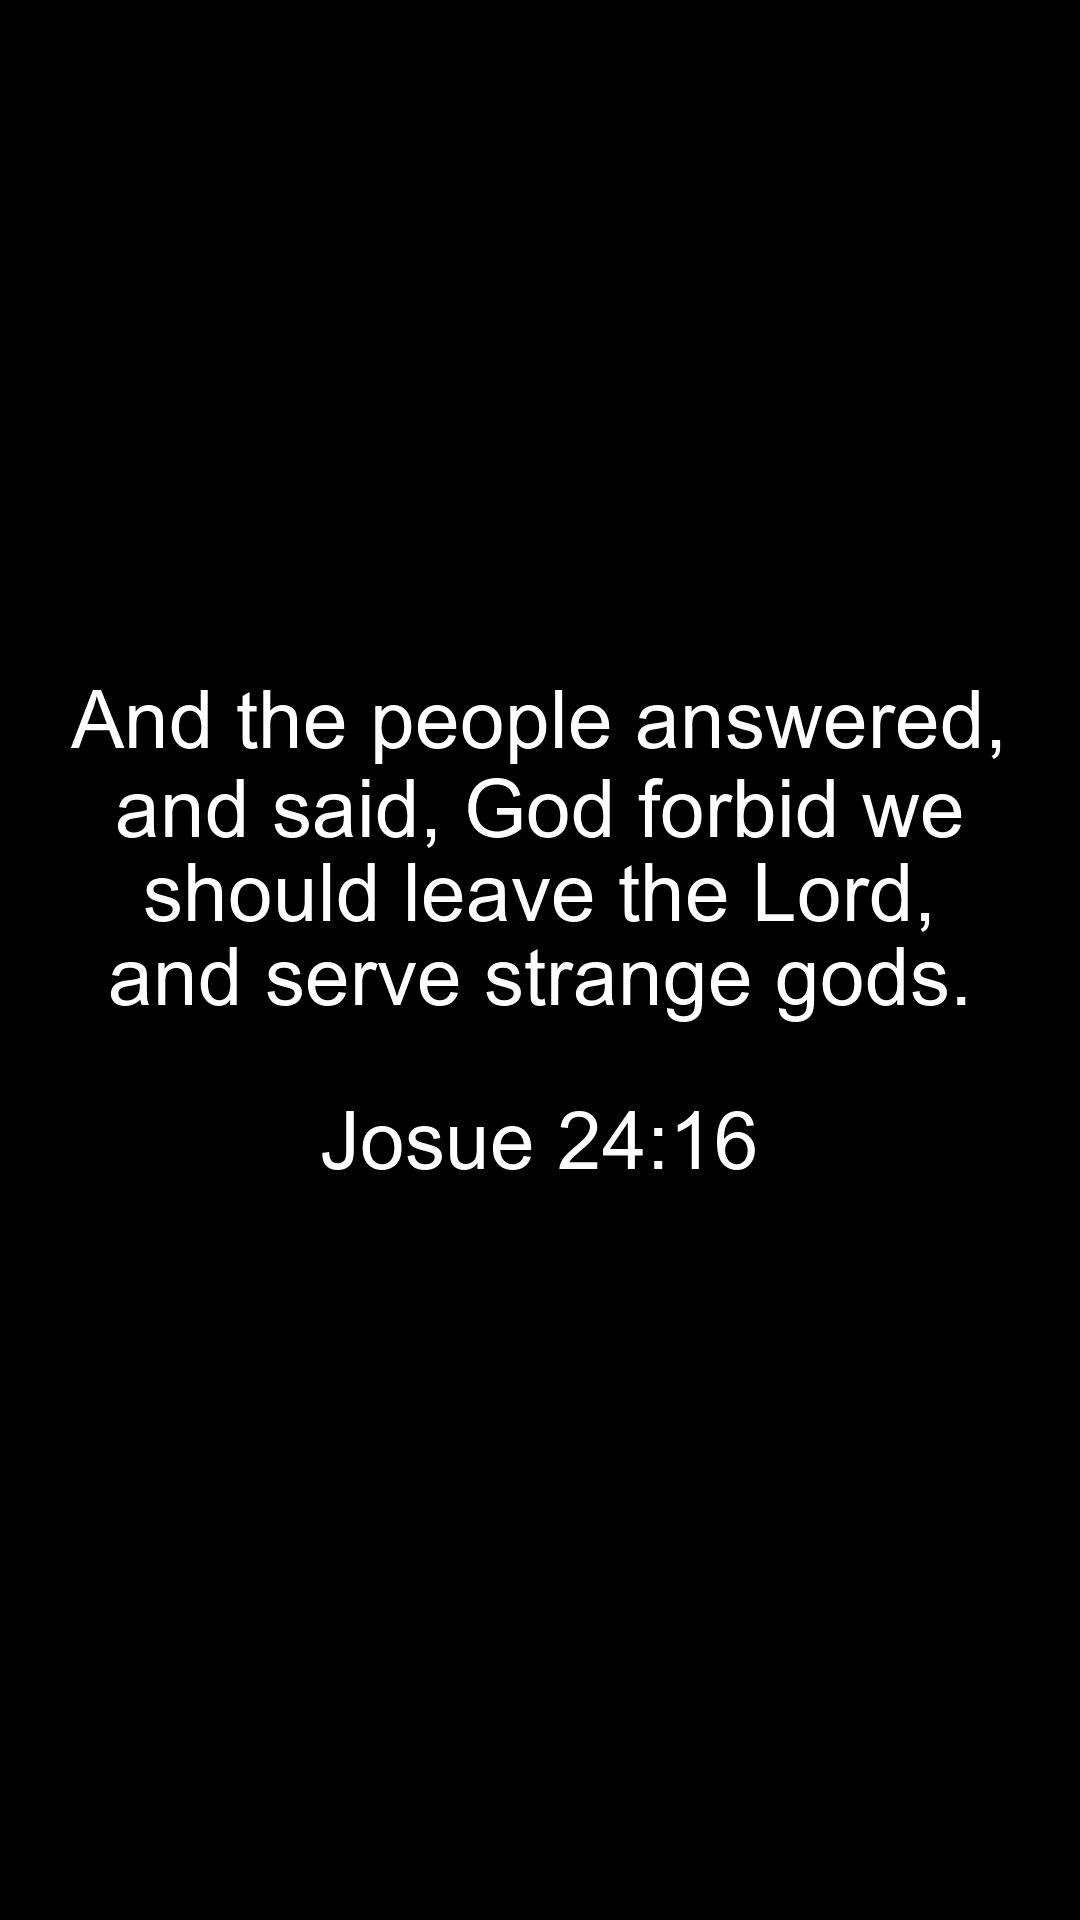 And the people answered,
and said, God forbid we
should leave the Lord,
and serve strange gods.
Josue 24:16